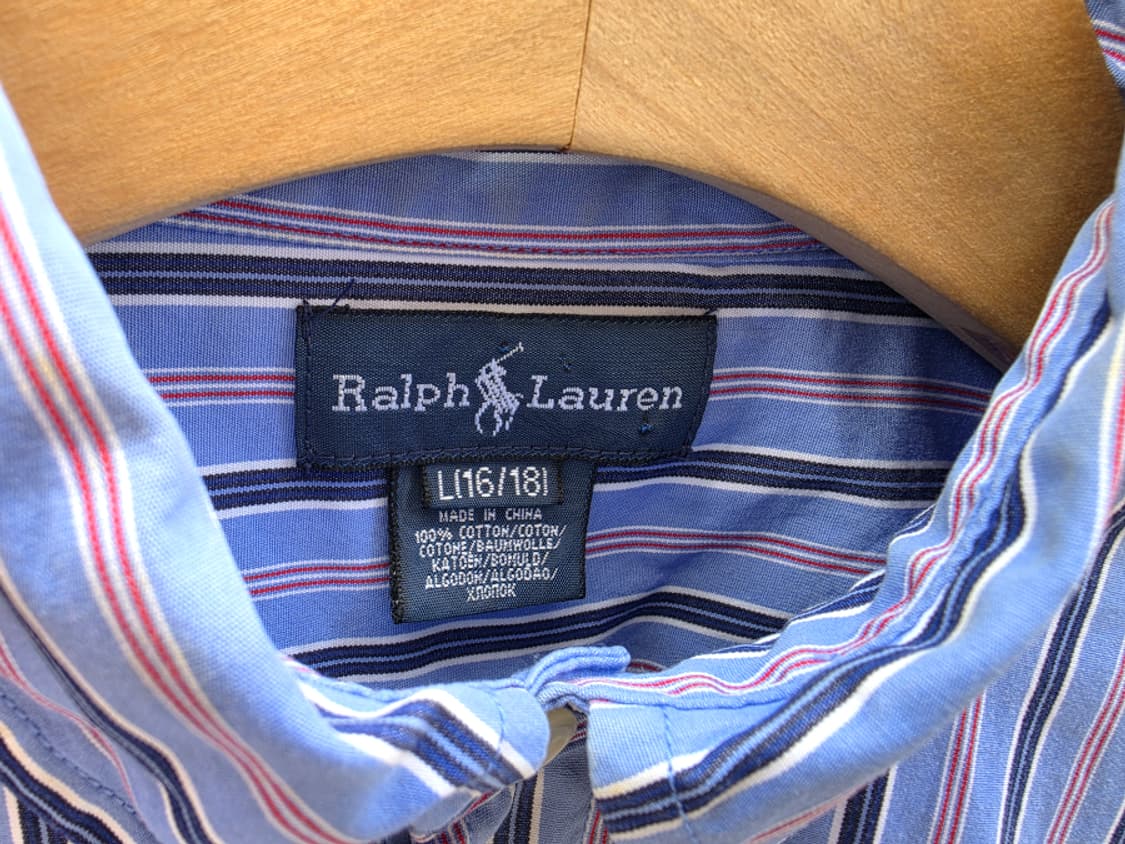 Ralph Lauren
L(16/18)
MADE IN CHINA
100% COTTON/COTON/
COTONE/BAUMWOLLE/
KATOEN/BOMULD/
ALGODON/ALGODAO/
ХЛОПОК